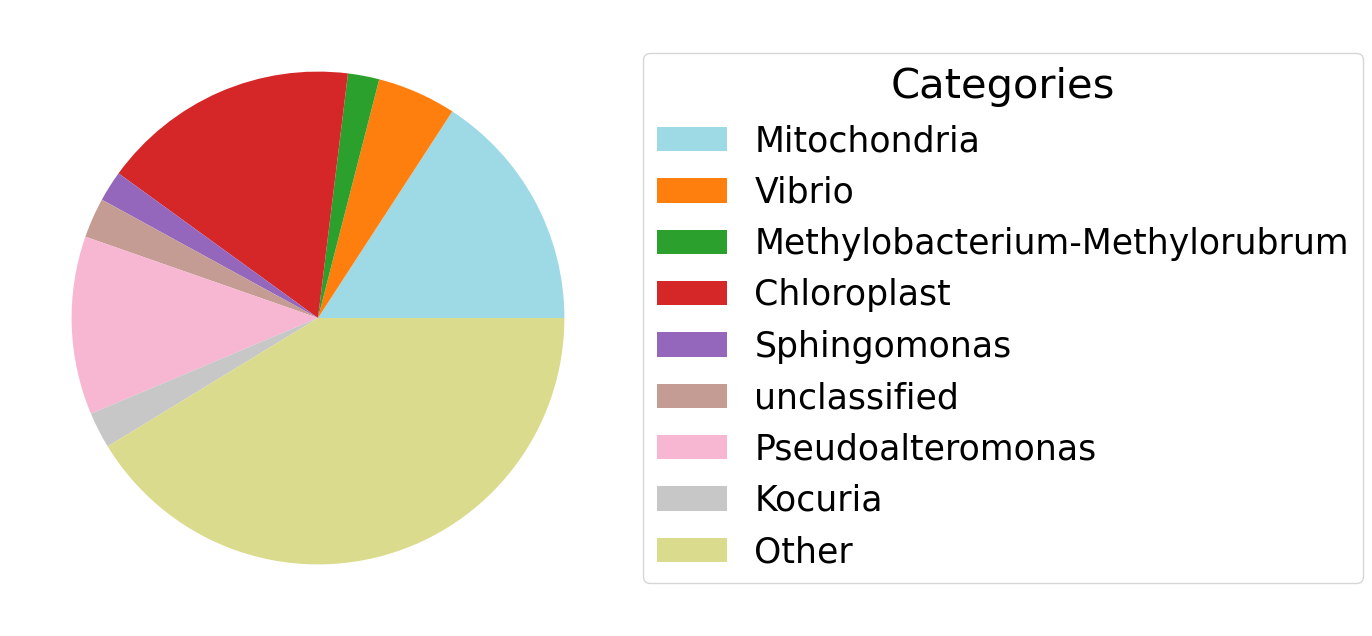 Categories
Mitochondria
Vibrio
Methylobacterium-Methylorubrum
Chloroplast
Sphingomonas
unclassified
Pseudoalteromonas
Kocuria
Other